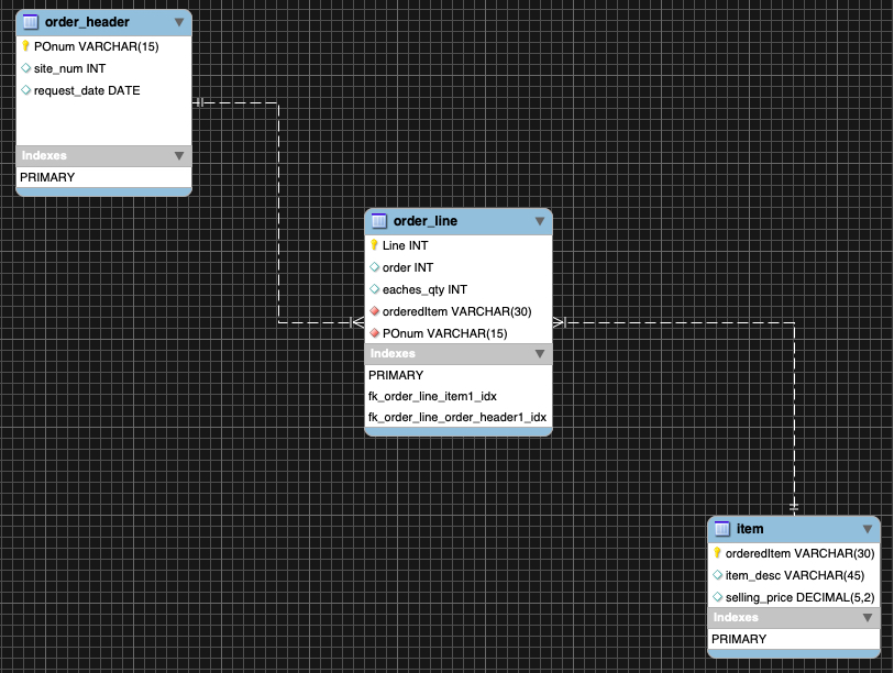 order_header
POnum VARCHAR(15)
site_num INT
request_date DATE
Indexes
PRIMARY
order_line
Line INT
order INT
eaches_qty INT
orderedItem VARCHAR(30)
POnum VARCHAR(15)
Indexes
PRIMARY
fk_order_line_item1_idx
fk_order_line_order_header1_idx
item
orderedItem VARCHAR(30)
item_desc VARCHAR(45)
selling_price DECIMAL(5,2)
Indexes
PRIMARY